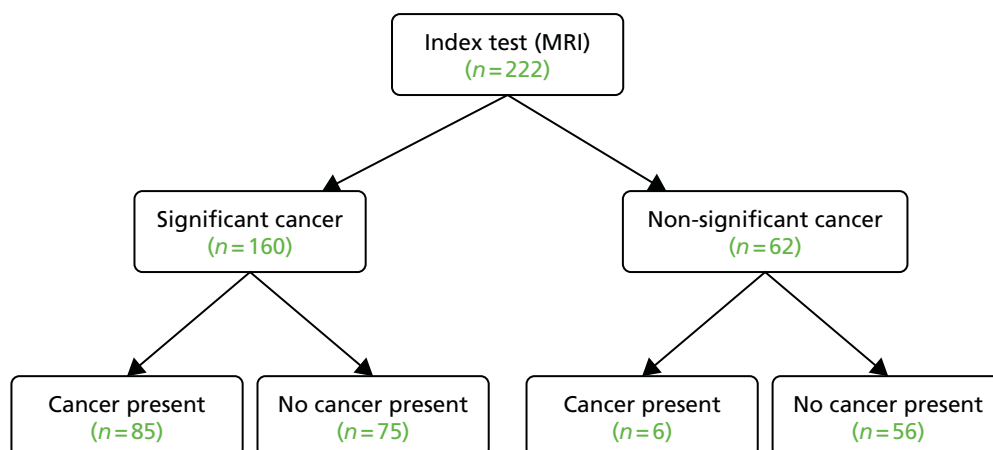 Index test (MRI)
(n=222)
Significant cancer
(n=160)
Non-significant cancer
(n=62)
Cancer present
(n=85)
No cancer present
(n=75)
Cancer present
(n=6)
No cancer present
(n=56)